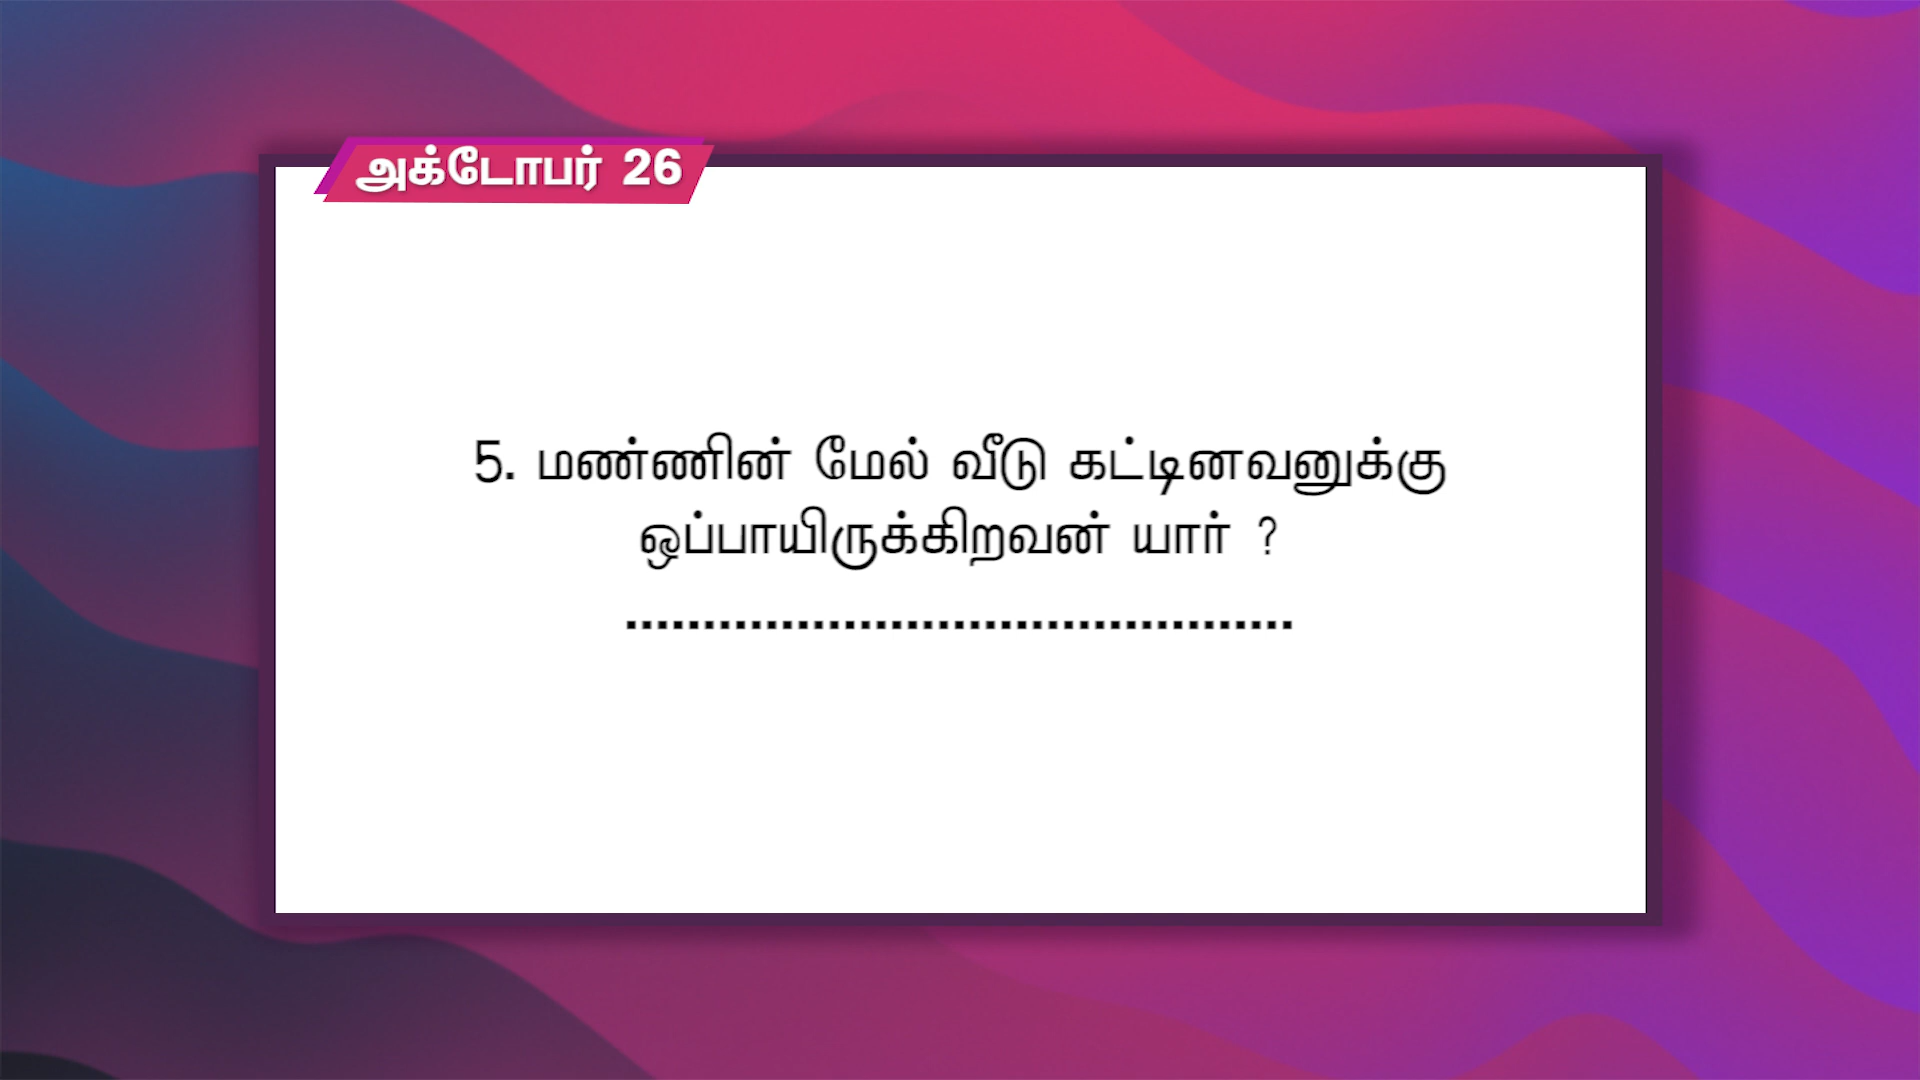 அக்டோபர் 26
5. மண்ணின் மேல் வீடு கட்டினவனுக்கு
ஒப்பாயிருக்கிறவன் யார் ?
...........................................